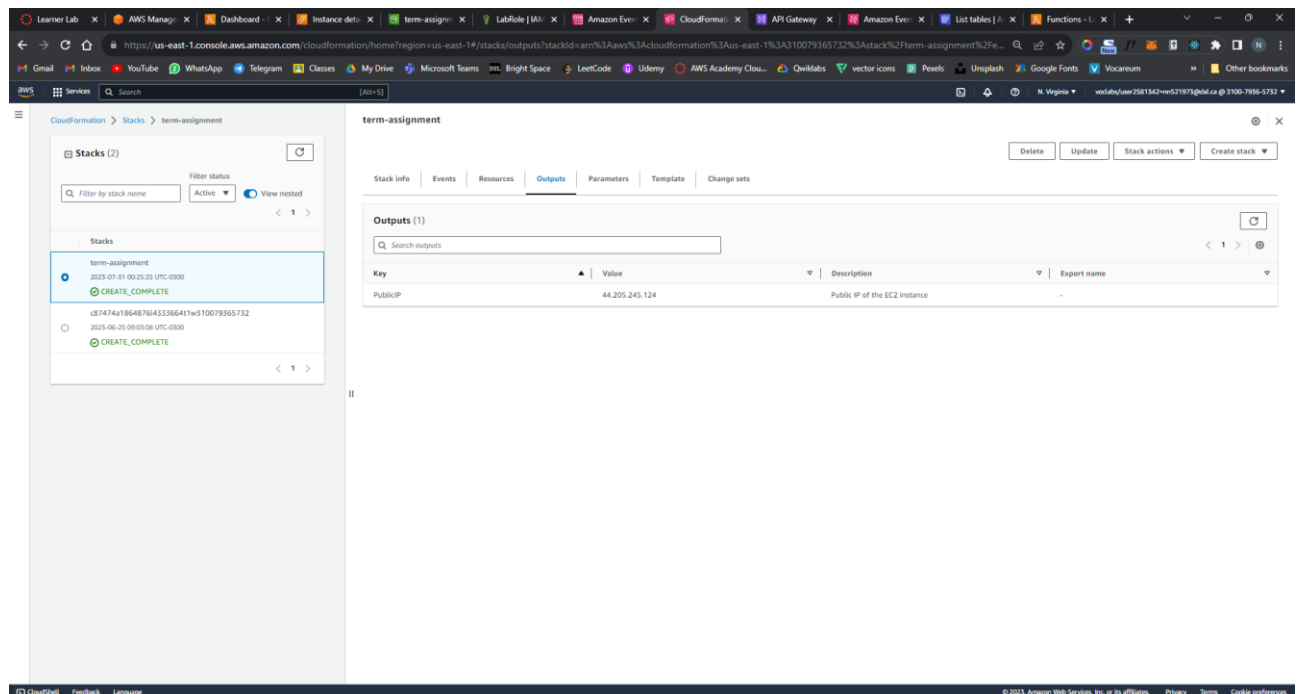 Learner Lab AWS Manage Dashboard - Instance deta term-assignm LabRole | IAM Amazon Even CloudFormati API Gateway Amazon Even List tables | A Functions - L
https://us-east-1.console.aws.amazon.com/cloudformation/home?region=us-east-1#/stacks/outputs?stackId=arn%3Aaws%3Acloudformation%3Aus-east-1%3A310079365732%3Astack%2Fterm-assignment%2Fe...
Gmail Inbox YouTube WhatsApp Telegram Classes My Drive Microsoft Teams Bright Space LeetCode Udemy AWS Academy Clou... Qwiklabs vector icons Pexels Unsplash Google Fonts Vocareum » Other bookmarks
aws Services Search [Alt+S] N. Virginia
CloudFormation > Stacks > term-assignment
term-assignment
Stacks (2)
Delete Update Stack actions Create stack
Filter status
Filter by stack name Active View nested
Stack info Events Resources Outputs Parameters Template Change sets
< 1 >
Outputs (1)
Search outputs
< 1 >
Stacks
Key Value Description Export name
term-assignment
2023-07-31 00:25:25 UTC-0300
CREATE_COMPLETE
PublicIP 44.205.245.124 Public IP of the EC2 instance -
2023-06-25 09:03:08 UTC-0300
CREATE_COMPLETE
< 1 >
CloudShell Feedback Language © 2023, Amazon Web Services, Inc. or its affiliates. Privacy Terms Cookie preferences